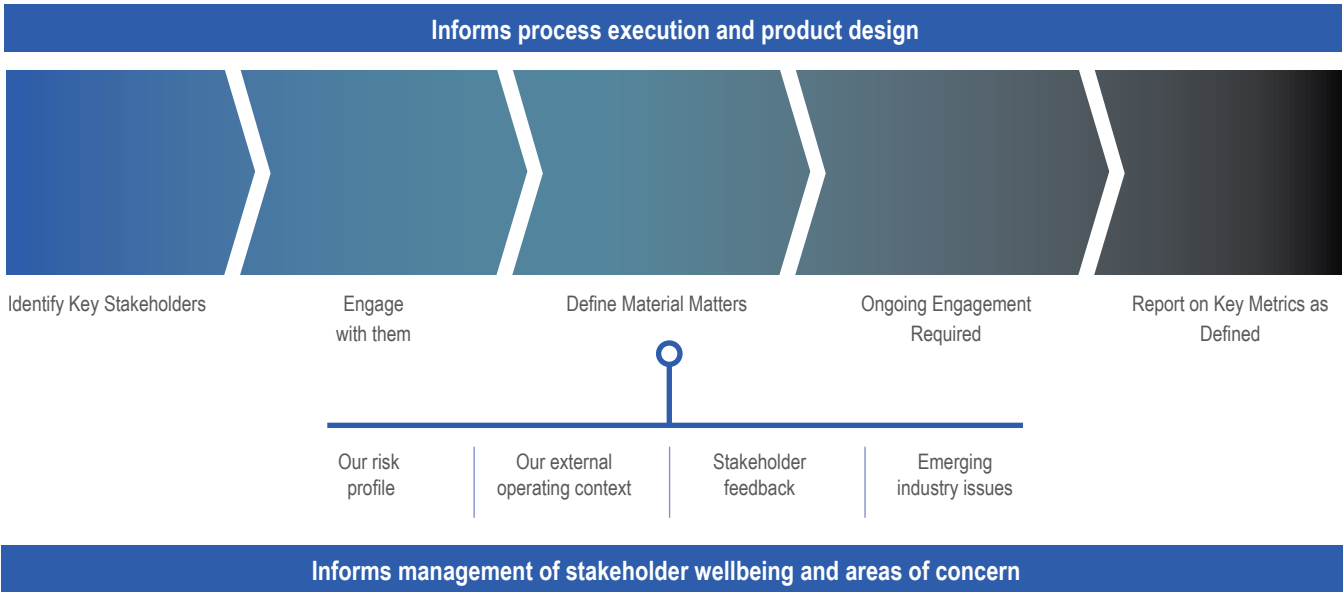 Informs process execution and product design
Identify Key Stakeholders
Engage
with them
Define Material Matters
Ongoing Engagement
Required
Report on Key Metrics as
Defined
Our risk
profile
Our external
operating context
Stakeholder
feedback
Emerging
industry issues
Informs management of stakeholder wellbeing and areas of concern